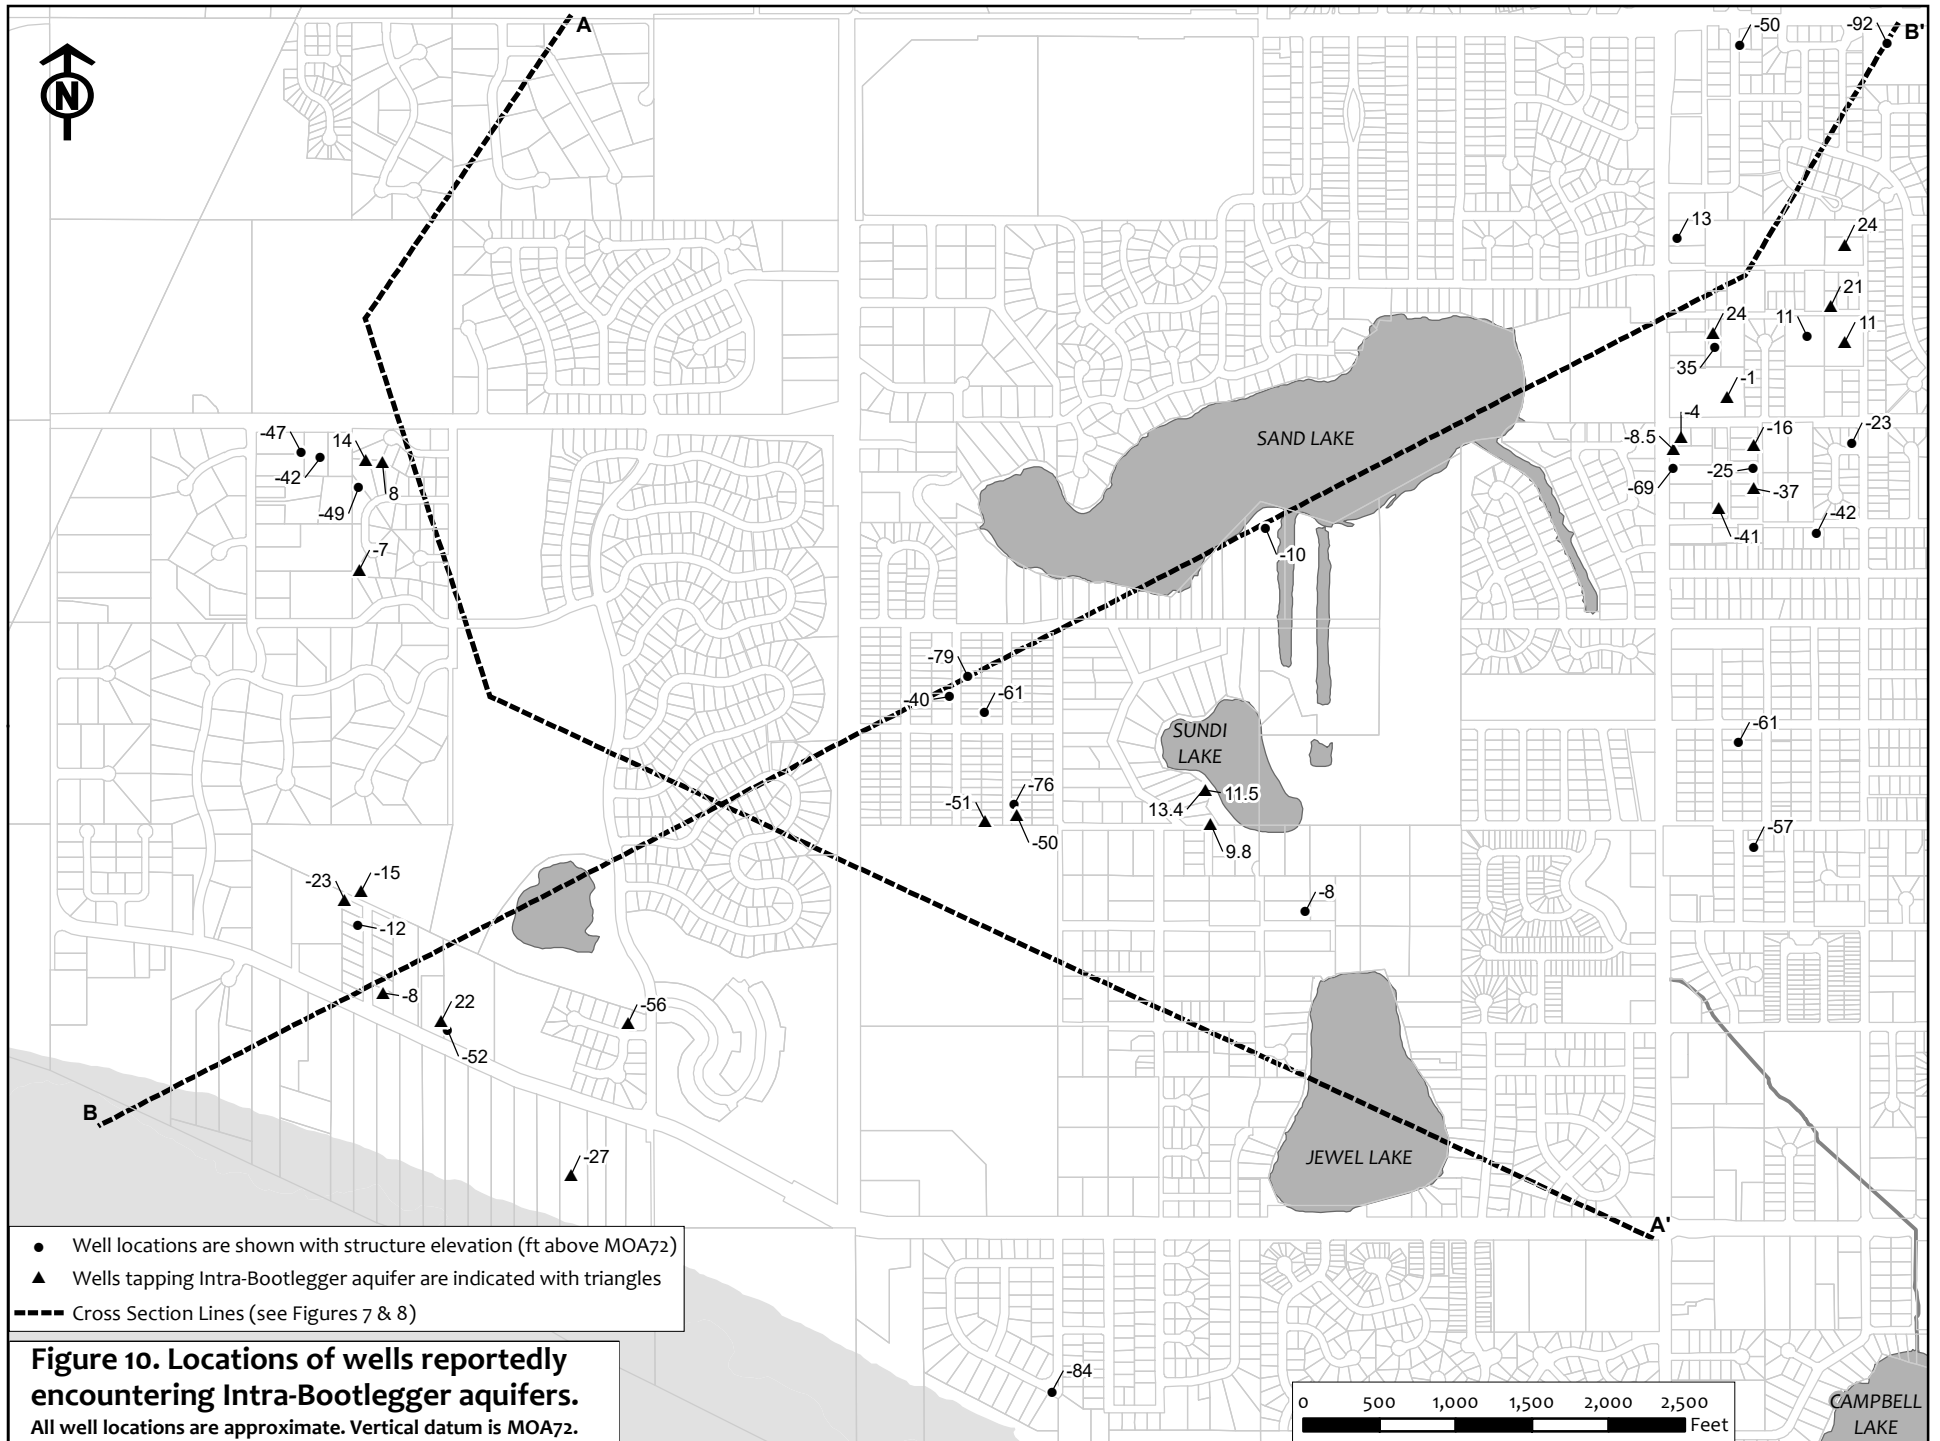 A
N
-50
-92
B'
13
24
21
11
11
24
35
-1
-4
-8.5
-16
-23
-25
-69
-37
-41
-42
SAND LAKE
-47
14
-42
8
-49
-7
-10
-79
-40
-61
SUNDI
LAKE
-61
-76
-51
11.5
13.4
-50
9.8
-57
-23
-15
-12
-8
-8
22
-56
-52
B
-27
JEWEL LAKE
A'
Well locations are shown with structure elevation (ft above MOA72)
Wells tapping Intra-Bootlegger aquifer are indicated with triangles
Cross Section Lines (see Figures 7 & 8)
Figure 10. Locations of wells reportedly
encountering Intra-Bootlegger aquifers.
All well locations are approximate. Vertical datum is MOA72.
-84
0 500 1,000 1,500 2,000 2,500
Feet
CAMPBELL
LAKE